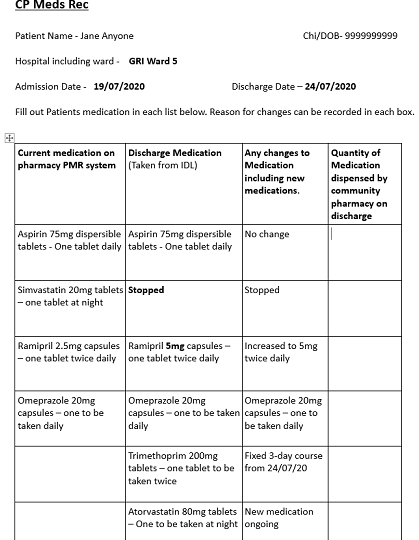 CP Meds Rec
Patient Name - Jane Anyone Chi/DOB- 9999999999
Hospital including ward - GRI Ward 5
Admission Date - 19/07/2020 Discharge Date – 24/07/2020
Fill out Patients medication in each list below. Reason for changes can be recorded in each box.
Current medication on
pharmacy PMR system
Discharge Medication
(Taken from IDL)
Any changes to
Medication
including new
medications.
Quantity of
Medication
dispensed by
community
pharmacy on
discharge
Aspirin 75mg dispersible
tablets - One tablet daily
Aspirin 75mg dispersible
tablets - One tablet daily
No change
Simvastatin 20mg tablets
– one tablet at night
Stopped
Stopped
Ramipril 2.5mg capsules
– one tablet twice daily
Ramipril 5mg capsules –
one tablet twice daily
Increased to 5mg
twice daily
Omeprazole 20mg
capsules – one to be
taken daily
Omeprazole 20mg
capsules – one to be taken
daily
Omeprazole 20mg
capsules – one to
be taken daily
Trimethoprim 200mg
tablets – one tablet to be
taken twice
Fixed 3-day course
from 24/07/20
Atorvastatin 80mg tablets
– One to be taken at night
New medication
ongoing